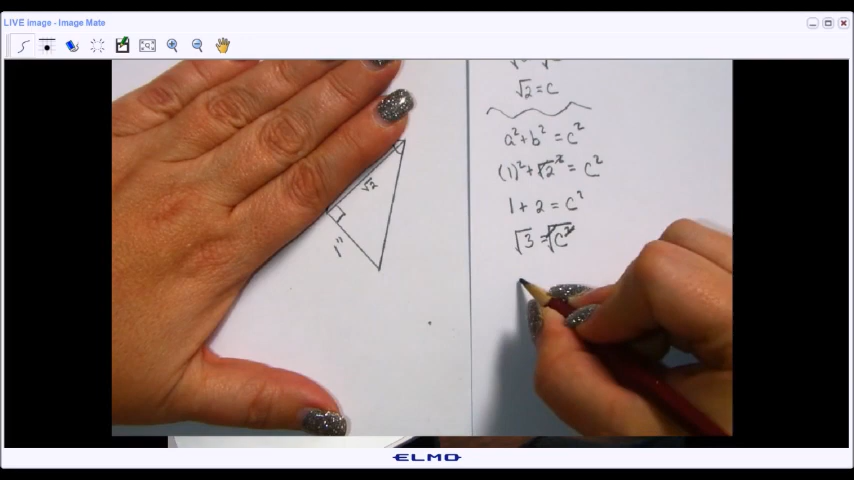 LIVE image - Image Mate
√2 = C
a² + b² = c²
(1)² + √2² = C²
1 + 2 = C²
√3 = √C²
√2
1"
ELMO